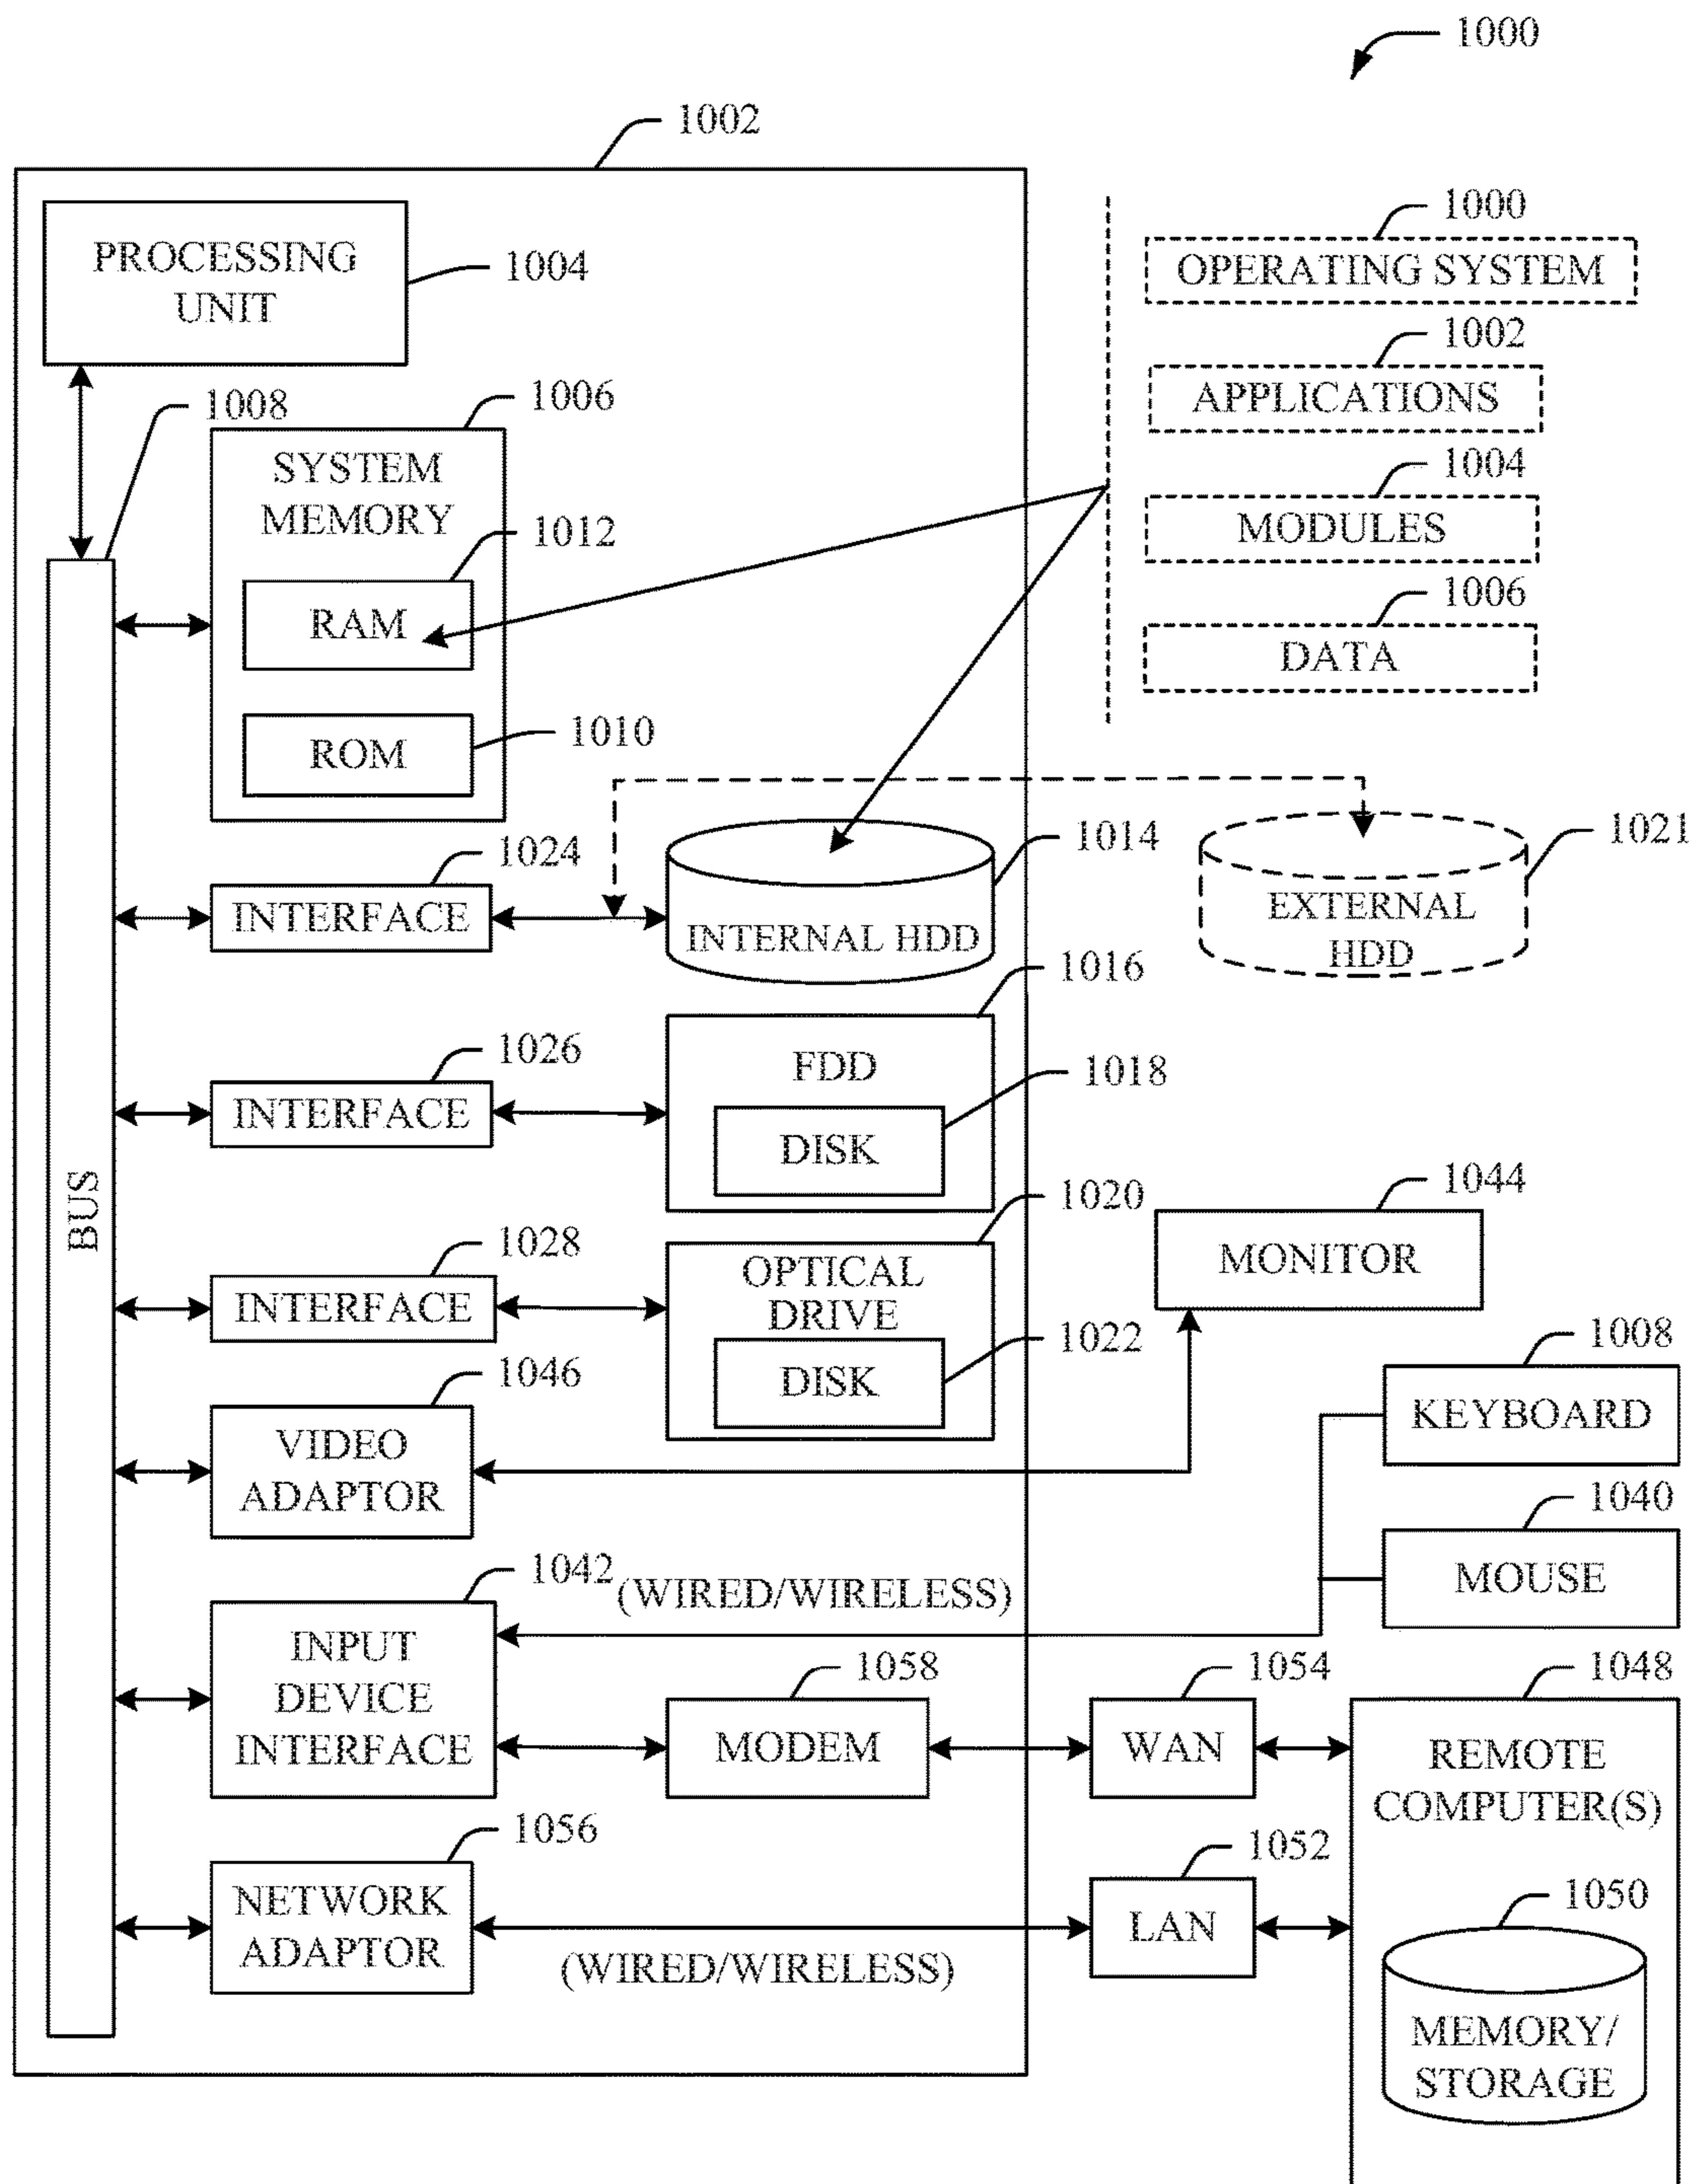 1000
1002
1000
OPERATING SYSTEM
PROCESSING
UNIT
1004
1002
APPLICATIONS
1008
1006
SYSTEM
MEMORY
1004
MODULES
1012
RAM
1006
DATA
1010
ROM
1024
INTERFACE
1014
INTERNAL HDD
1021
EXTERNAL
HDD
1016
FDD
1026
INTERFACE
1018
DISK
BUS
1020
OPTICAL
DRIVE
1028
INTERFACE
1022
DISK
1044
MONITOR
1046
VIDEO
ADAPTOR
1008
KEYBOARD
1040
MOUSE
1042
(WIRED/WIRELESS)
INPUT
DEVICE
INTERFACE
1058
MODEM
1054
WAN
1048
REMOTE
COMPUTER(S)
1056
NETWORK
ADAPTOR
(WIRED/WIRELESS)
1052
LAN
1050
MEMORY/
STORAGE